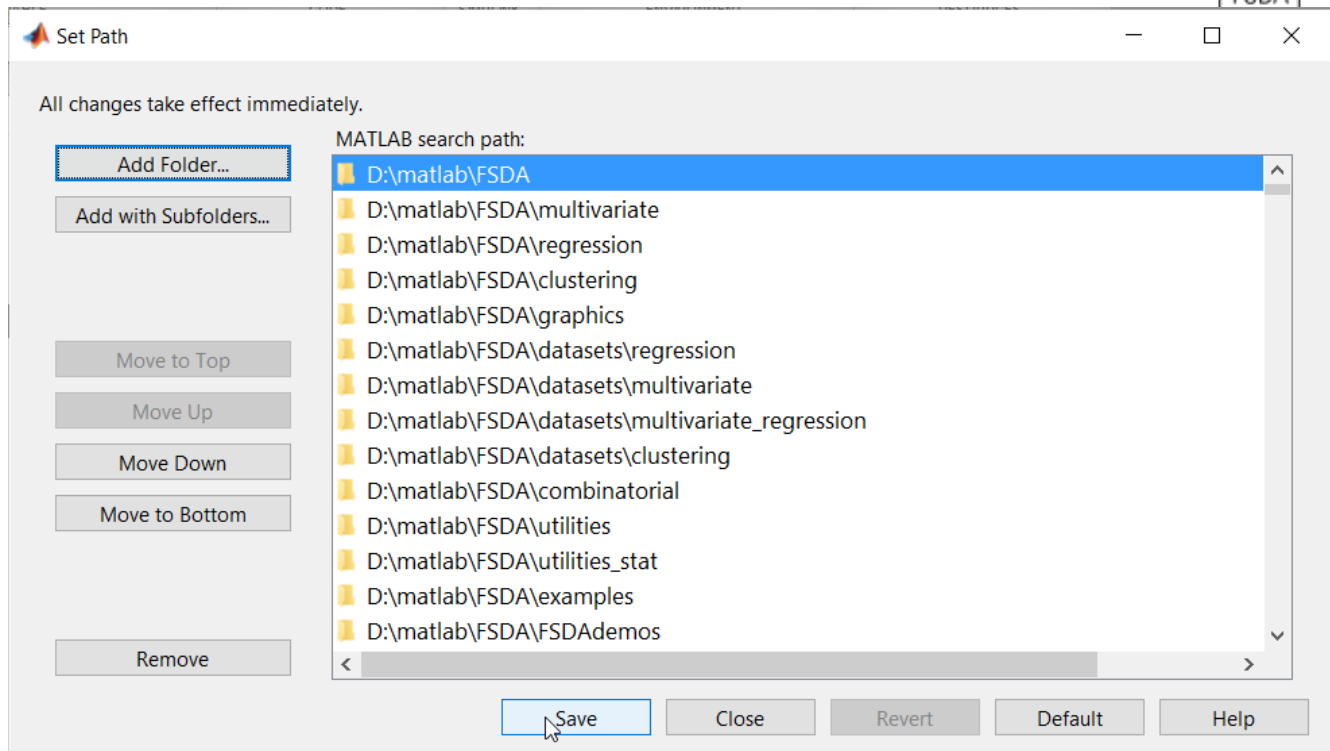 FSDA
Set Path
All changes take effect immediately.
MATLAB search path:
Add Folder...
Add with Subfolders...
Move to Top
Move Up
Move Down
Move to Bottom
Remove
D:\matlab\FSDA
D:\matlab\FSDA\multivariate
D:\matlab\FSDA\regression
D:\matlab\FSDA\clustering
D:\matlab\FSDA\graphics
D:\matlab\FSDA\datasets\regression
D:\matlab\FSDA\datasets\multivariate
D:\matlab\FSDA\datasets\multivariate_regression
D:\matlab\FSDA\datasets\clustering
D:\matlab\FSDA\combinatorial
D:\matlab\FSDA\utilities
D:\matlab\FSDA\utilities_stat
D:\matlab\FSDA\examples
D:\matlab\FSDA\FSDAdemos
Save Close Revert Default Help